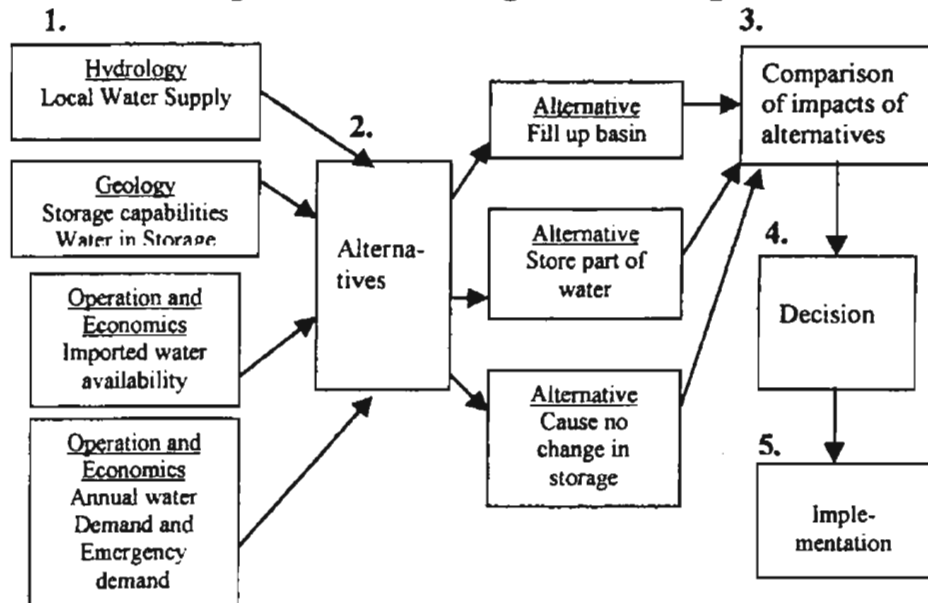 1.
Hydrology
Local Water Supply
Geology
Storage capabilities
Water in Storage
Operation and
Economics
Imported water
availability
Operation and
Economics
Annual water
Demand and
Emergency
demand
2.
Alterna-
tives
Alternative
Fill up basin
Alternative
Store part of
water
Alternative
Cause no
change in
storage
3.
Comparison
of impacts of
alternatives
4.
Decision
5.
Imple-
mentation